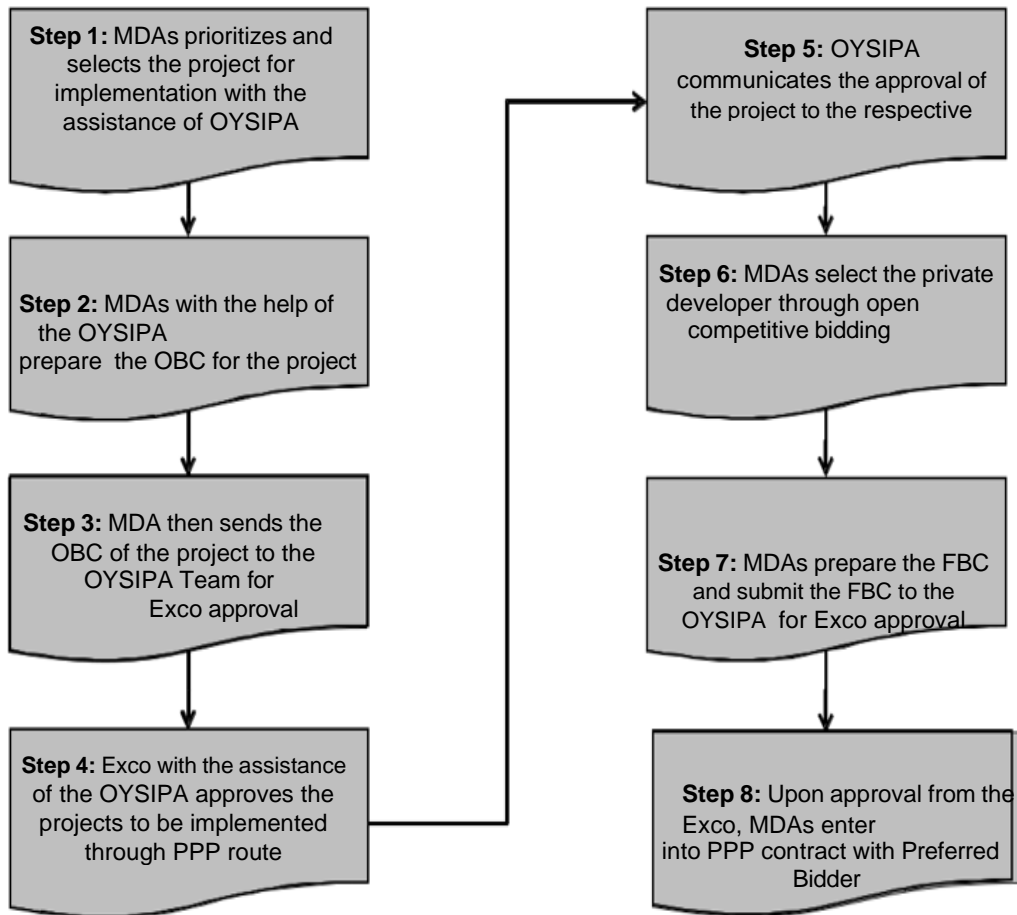 Step 1: MDAs prioritizes and
selects the project for
implementation with the
assistance of OYSIPA
Step 2: MDAs with the help of
the OYSIPA
prepare the OBC for the project
Step 3: MDA then sends the
OBC of the project to the
OYSIPA Team for
Exco approval
Step 4: Exco with the assistance
of the OYSIPA approves the
projects to be implemented
through PPP route
Step 5: OYSIPA
communicates the approval of
the project to the respective
Step 6: MDAs select the private
developer through open
competitive bidding
Step 7: MDAs prepare the FBC
and submit the FBC to the
OYSIPA for Exco approval
Step 8: Upon approval from the
Exco, MDAs enter
into PPP contract with Preferred
Bidder